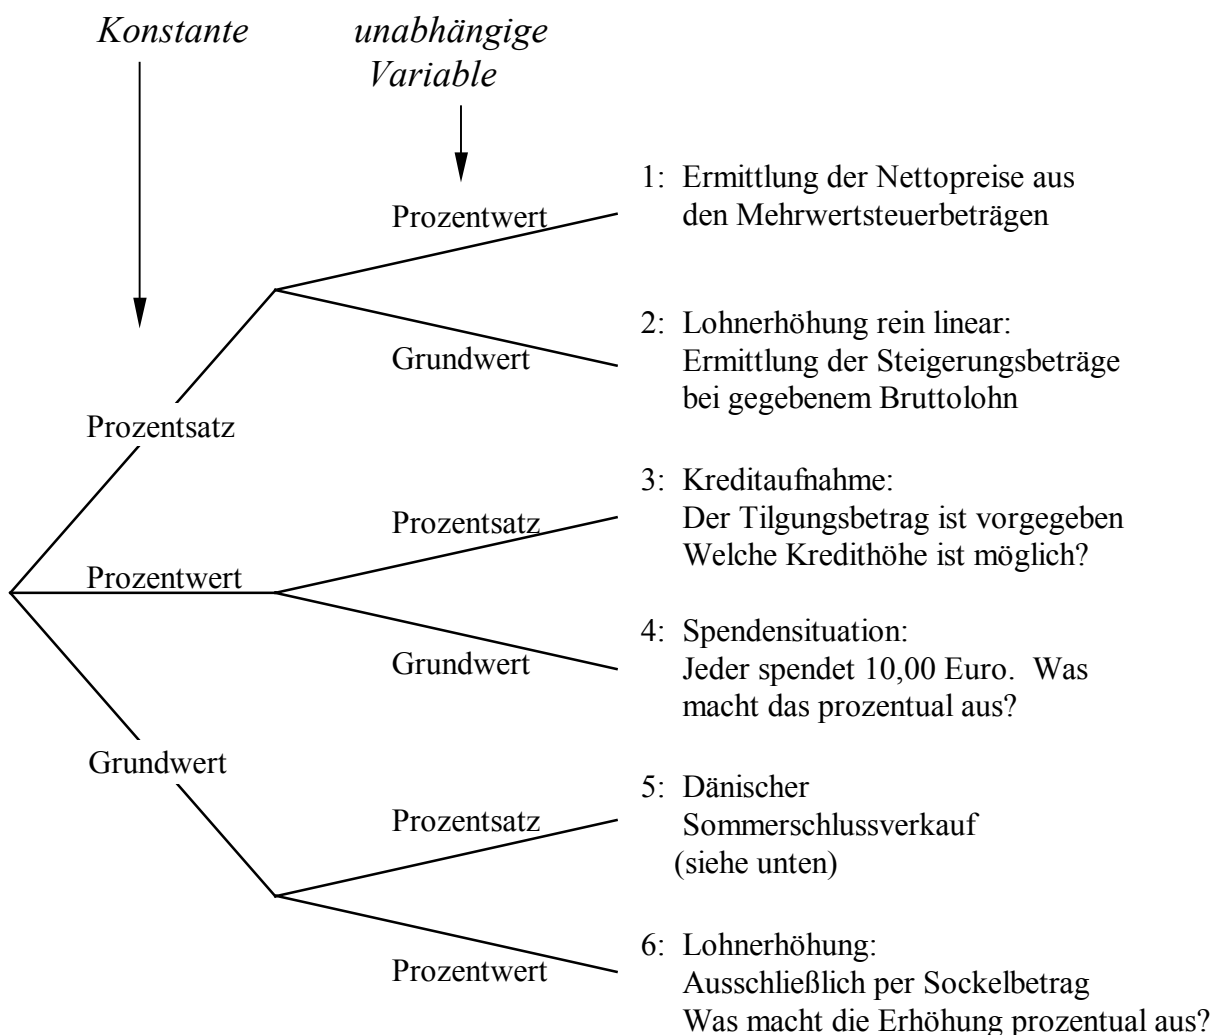 Konstante
unabhängige
Variable
Prozentwert
1: Ermittlung der Nettopreise aus
den Mehrwertsteuerbeträgen
Grundwert
2: Lohnerhöhung rein linear:
Ermittlung der Steigerungsbeträge
bei gegebenem Bruttolohn
Prozentsatz
Prozentsatz
3: Kreditaufnahme:
Der Tilgungsbetrag ist vorgegeben
Welche Kredithöhe ist möglich?
Prozentwert
Grundwert
4: Spendensituation:
Jeder spendet 10,00 Euro. Was
macht das prozentual aus?
Grundwert
Prozentsatz
5: Dänischer
Sommerschlussverkauf
(siehe unten)
Prozentwert
6: Lohnerhöhung:
Ausschließlich per Sockelbetrag
Was macht die Erhöhung prozentual aus?